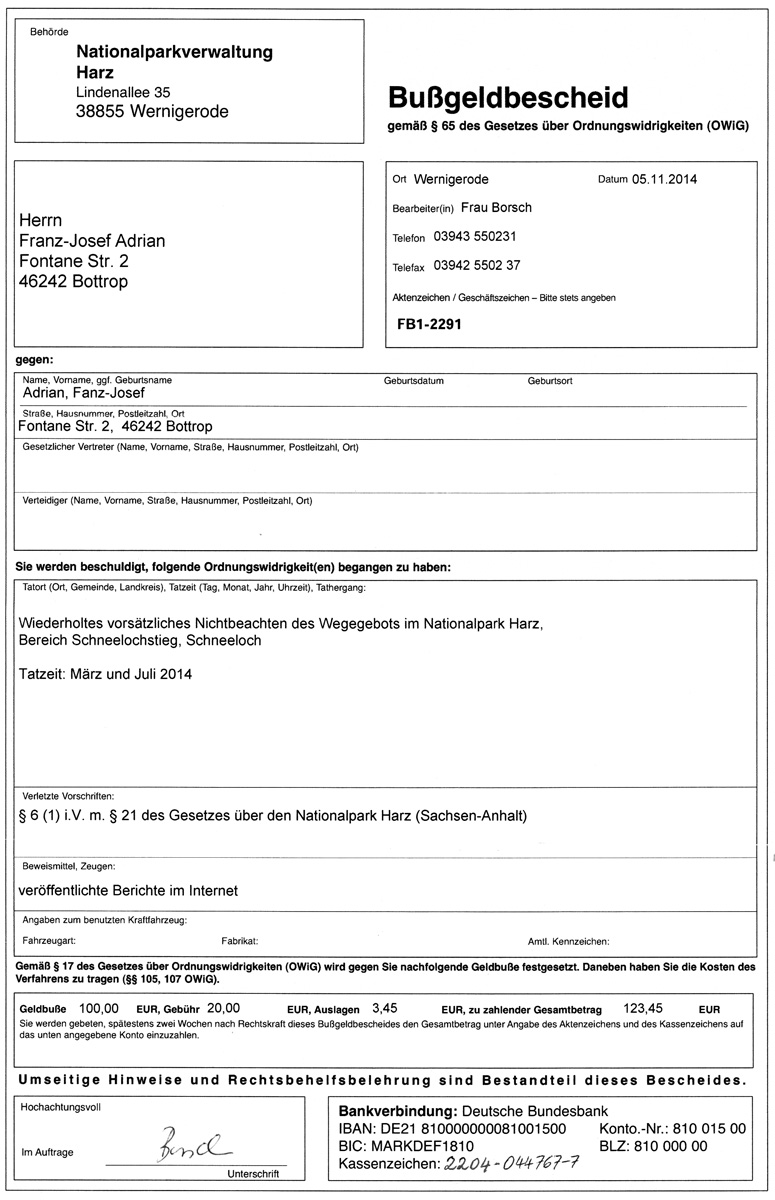 Behörde
Nationalparkverwaltung
Harz
Lindenallee 35
38855 Wernigerode
Bußgeldbescheid
gemäß § 65 des Gesetzes über Ordnungswidrigkeiten (OWiG)
Herrn
Franz-Josef Adrian
Fontane Str. 2
46242 Bottrop
Ort Wernigerode Datum 05.11.2014
Bearbeiter(in) Frau Borsch
Telefon 03943 550231
Telefax 03942 5502 37
Aktenzeichen / Geschäftszeichen – Bitte stets angeben
FB1-2291
gegen:
Name, Vorname, ggf. Geburtsname Geburtsdatum Geburtsort
Adrian, Fanz-Josef
Straße, Hausnummer, Postleitzahl, Ort
Fontane Str. 2, 46242 Bottrop
Gesetzlicher Vertreter (Name, Vorname, Straße, Hausnummer, Postleitzahl, Ort)
Verteidiger (Name, Vorname, Straße, Hausnummer, Postleitzahl, Ort)
Sie werden beschuldigt, folgende Ordnungswidrigkeit(en) begangen zu haben:
Tatort (Ort, Gemeinde, Landkreis), Tatzeit (Tag, Monat, Jahr, Uhrzeit), Tathergang:
Wiederholtes vorsätzliches Nichtbeachten des Wegegebots im Nationalpark Harz,
Bereich Schneelochstieg, Schneeloch
Tatzeit: März und Juli 2014
Verletzte Vorschriften:
§ 6 (1) i.V. m. § 21 des Gesetzes über den Nationalpark Harz (Sachsen-Anhalt)
Beweismittel, Zeugen:
veröffentlichte Berichte im Internet
Angaben zum benutzten Kraftfahrzeug:
Fahrzeugart: Fabrikat: Amtl. Kennzeichen:
Gemäß § 17 des Gesetzes über Ordnungswidrigkeiten (OWiG) wird gegen Sie nachfolgende Geldbuße festgesetzt. Daneben haben Sie die Kosten des
Verfahrens zu tragen (§§ 105, 107 OWiG).
Geldbuße 100,00 EUR, Gebühr 20,00 EUR, Auslagen 3,45 EUR, zu zahlender Gesamtbetrag 123,45 EUR
Sie werden gebeten, spätestens zwei Wochen nach Rechtskraft dieses Bußgeldbescheides den Gesamtbetrag unter Angabe des Aktenzeichens und des Kassenzeichens auf
das unten angegebene Konto einzuzahlen.
Umseitige Hinweise und Rechtsbehelfsbelehrung sind Bestandteil dieses Bescheides.
Hochachtungsvoll
Im Auftrage
Unterschrift
Bankverbindung: Deutsche Bundesbank
IBAN: DE21 810000000081001500 Konto.-Nr.: 810 015 00
BIC: MARKDEF1810 BLZ: 810 000 00
Kassenzeichen: 2204-044767-7